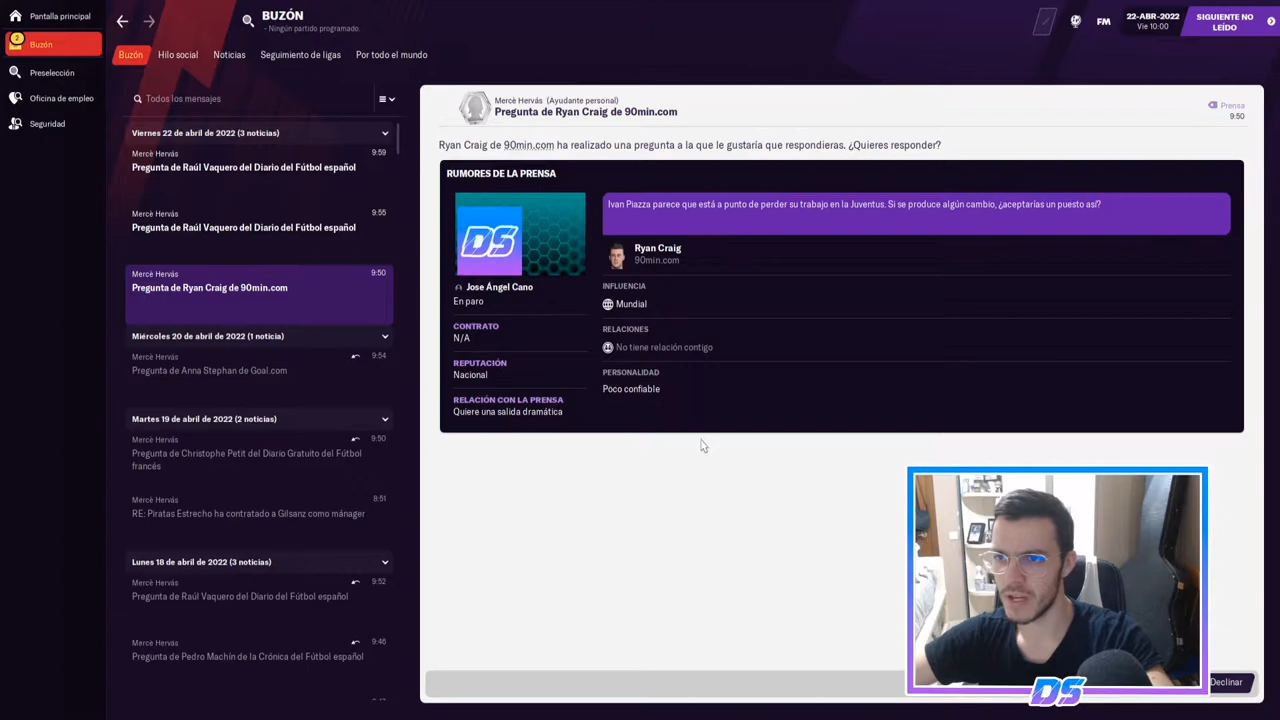 Pantalla principal
2
Buzón
Preselección
Oficina de empleo
Seguridad
BUZÓN
- Ningún partido programado.
FM
22-ABR-2022
Vie 10:00
SIGUIENTE NO
LEÍDO
Buzón
Hilo social
Noticias
Seguimiento de ligas
Por todo el mundo
Todos los mensajes
Viernes 22 de abril de 2022 (3 noticias)
Mercè Hervás
9:59
Pregunta de Raúl Vaquero del Diario del Fútbol español
Mercè Hervás
9:55
Pregunta de Raúl Vaquero del Diario del Fútbol español
Mercè Hervás
9:50
Pregunta de Ryan Craig de 90min.com
Miércoles 20 de abril de 2022 (1 noticia)
Mercè Hervás
9:54
Pregunta de Anna Stephan de Goal.com
Martes 19 de abril de 2022 (2 noticias)
Mercè Hervás
9:50
Pregunta de Christophe Petit del Diario Gratuito del Fútbol
francés
Mercè Hervás
8:51
RE: Piratas Estrecho ha contratado a Gilsanz como mánager
Lunes 18 de abril de 2022 (3 noticias)
Mercè Hervás
9:52
Pregunta de Raúl Vaquero del Diario del Fútbol español
Mercè Hervás
9:46
Pregunta de Pedro Machín de la Crónica del Fútbol español
Mercè Hervás (Ayudante personal)
Pregunta de Ryan Craig de 90min.com
Prensa
9:50
Ryan Craig de 90min.com ha realizado una pregunta a la que le gustaría que respondieras. ¿Quieres responder?
RUMORES DE LA PRENSA
DS
Jose Ángel Cano
En paro
CONTRATO
N/A
REPUTACIÓN
Nacional
RELACIÓN CON LA PRENSA
Quiere una salida dramática
Ivan Piazza parece que está a punto de perder su trabajo en la Juventus. Si se produce algún cambio, ¿aceptarías un puesto así?
Ryan Craig
90min.com
INFLUENCIA
Mundial
RELACIONES
No tiene relación contigo
PERSONALIDAD
Poco confiable
Declinar
DS